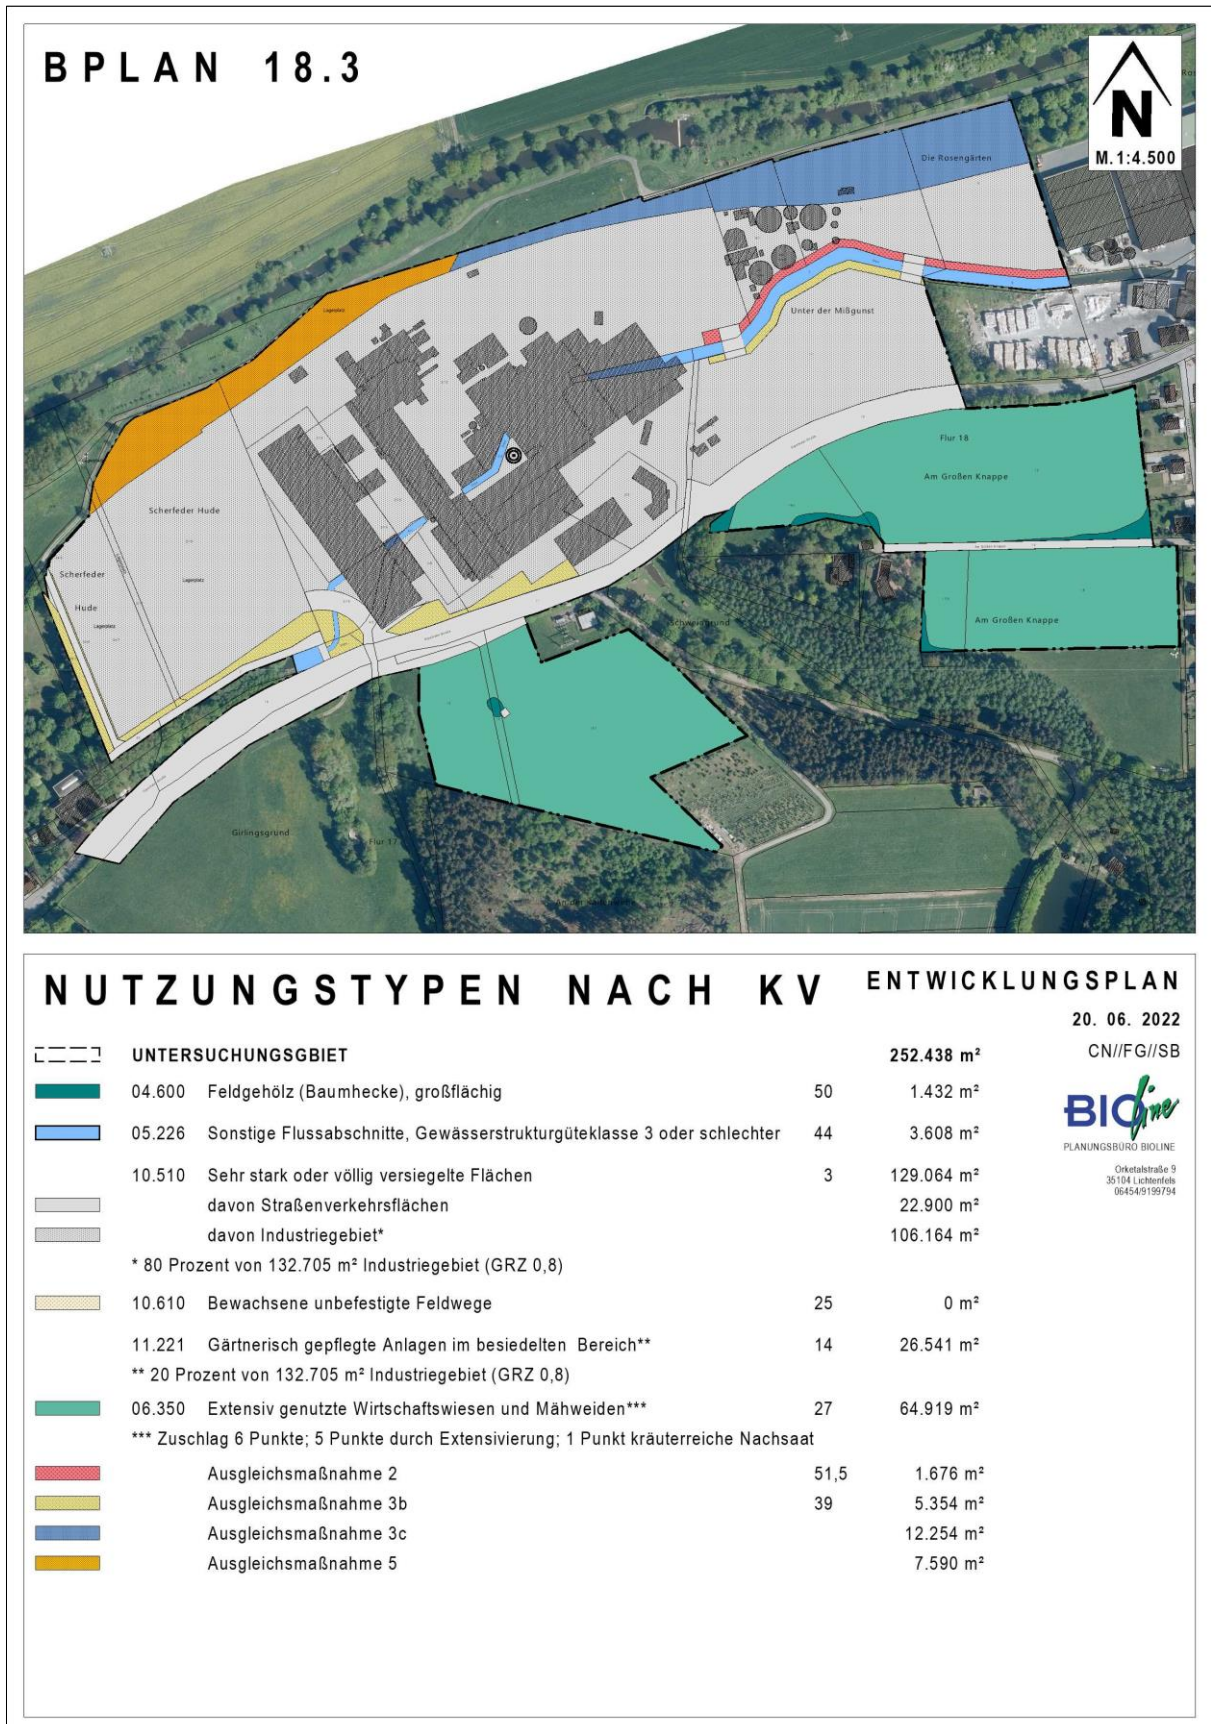 BPLAN 18.3
N
M. 1:4.500
Die Rosengärten
Unter der Mißgunst
Lagerplatz
Flur 18
Am Großen Knappe
Scherfeder Hude
Scherfeder
Hude
Lagerplatz
Lagerplatz
Am Großen Knappe
Schweiggrund
Girlingsgrund
Flur 17
NUTZUNGSTYPEN NACH KV
ENTWICKLUNGSPLAN
20. 06. 2022
CN//FG//SB
BIOline
PLANUNGSBÜRO BIOLINE
Orketalstraße 9
35104 Lichtenfels
06454/9199794
UNTERSUCHUNGSGBIET 252.438 m²
04.600 Feldgehölz (Baumhecke), großflächig 50 1.432 m²
05.226 Sonstige Flussabschnitte, Gewässerstrukturgüteklasse 3 oder schlechter 44 3.608 m²
10.510 Sehr stark oder völlig versiegelte Flächen 3 129.064 m²
davon Straßenverkehrsflächen 22.900 m²
davon Industriegebiet* 106.164 m²
* 80 Prozent von 132.705 m² Industriegebiet (GRZ 0,8)
10.610 Bewachsene unbefestigte Feldwege 25 0 m²
11.221 Gärtnerisch gepflegte Anlagen im besiedelten Bereich** 14 26.541 m²
** 20 Prozent von 132.705 m² Industriegebiet (GRZ 0,8)
06.350 Extensiv genutzte Wirtschaftswiesen und Mähweiden*** 27 64.919 m²
*** Zuschlag 6 Punkte; 5 Punkte durch Extensivierung; 1 Punkt kräuterreiche Nachsaat
Ausgleichsmaßnahme 2 51,5 1.676 m²
Ausgleichsmaßnahme 3b 39 5.354 m²
Ausgleichsmaßnahme 3c 12.254 m²
Ausgleichsmaßnahme 5 7.590 m²